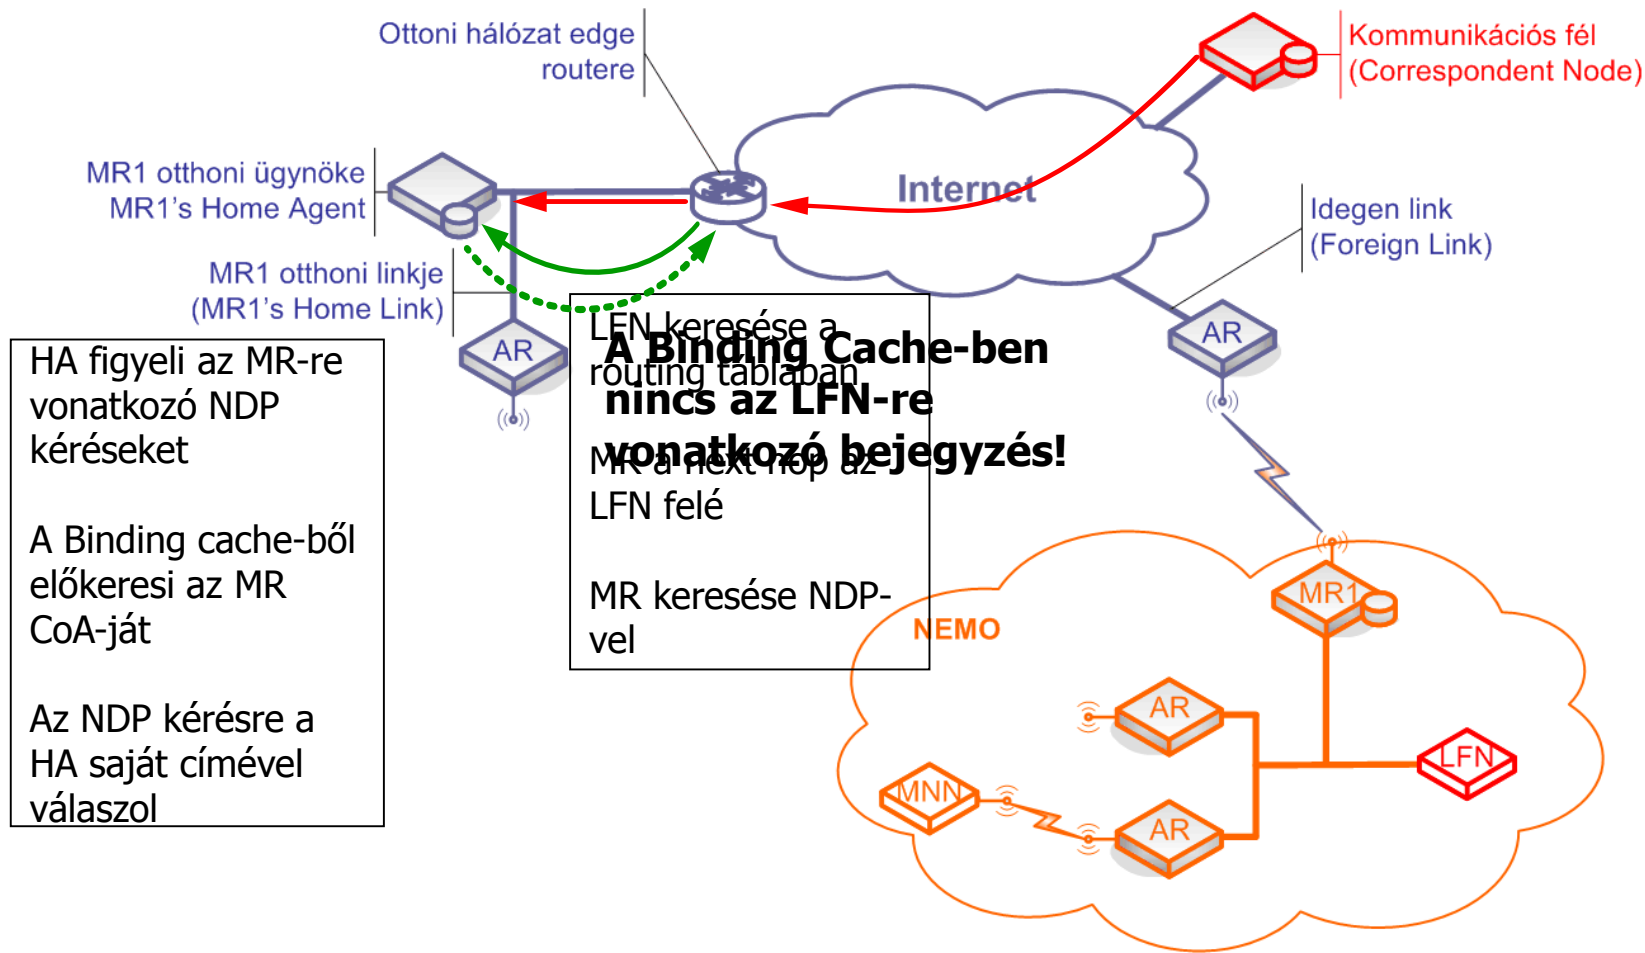 Ottoni hálózat edge
routere
Kommunikációs fél
(Correspondent Node)
MR1 otthoni ügynöke
MR1's Home Agent
Internet
Idegen link
(Foreign Link)
MR1 otthoni linkje
(MR1's Home Link)
AR
AR
HA figyeli az MR-re
vonatkozó NDP
kéréseket
A Binding cache-ből
előkeresi az MR
CoA-ját
Az NDP kérésre a
HA saját címével
válaszol
LFN keresése a
routing táblában
MR a next hop az
LFN felé
MR keresése NDP-
vel
A Binding Cache-ben
nincs az LFN-re
vonatkozó bejegyzés!
NEMO
MR1
AR
LFN
MNN
AR